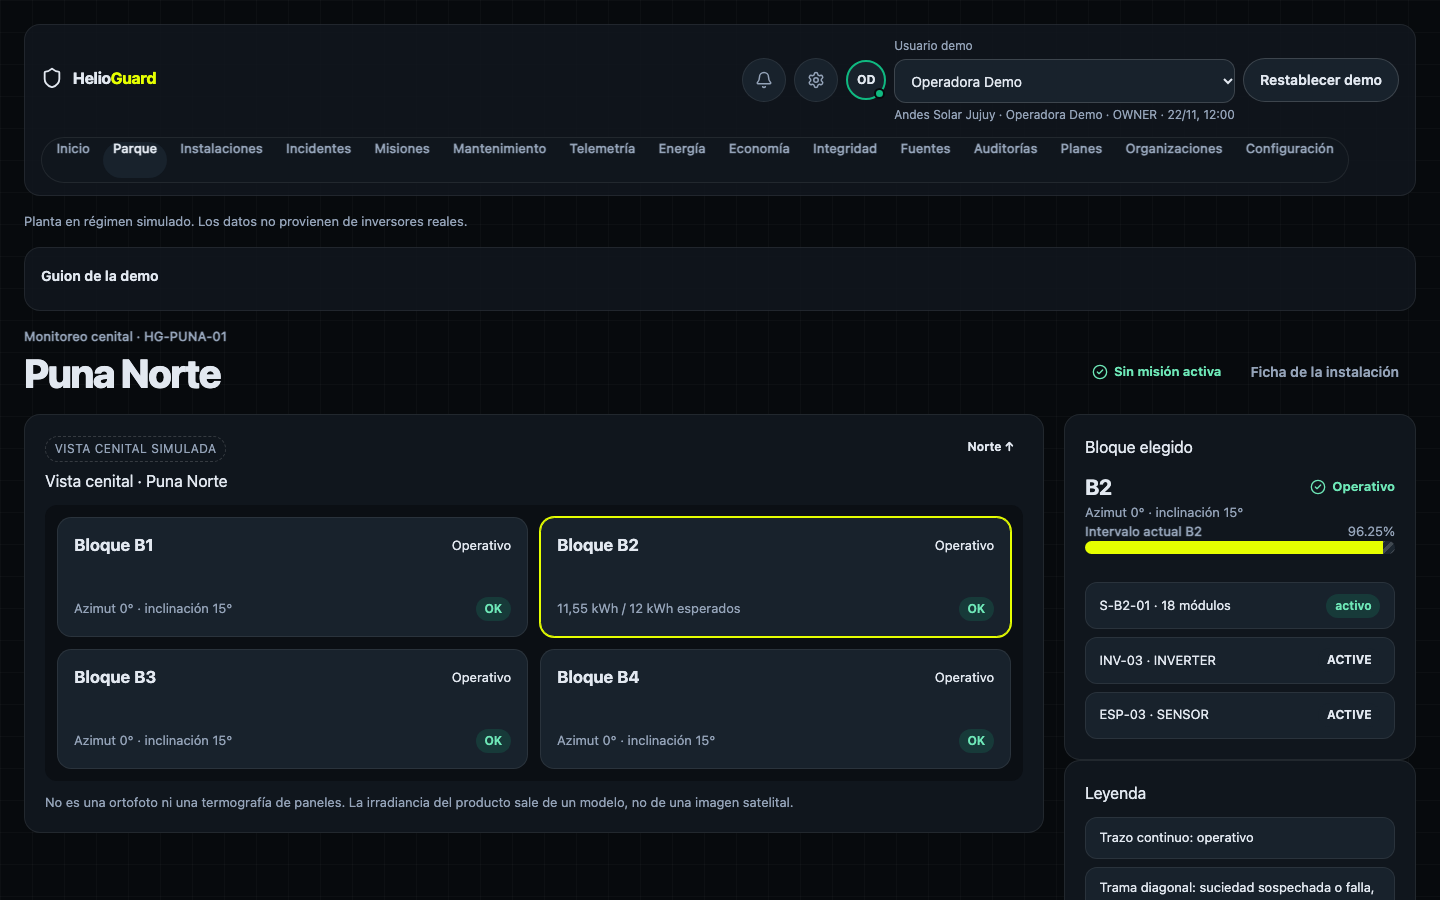 HelioGuard
OD
Usuario demo
Operadora Demo
Andes Solar Jujuy · Operadora Demo · OWNER · 22/11, 12:00
Restablecer demo
Inicio Parque Instalaciones Incidentes Misiones Mantenimiento Telemetría Energía Economía Integridad Fuentes Auditorías Planes Organizaciones Configuración
Planta en régimen simulado. Los datos no provienen de inversores reales.
Guion de la demo
Monitoreo cenital · HG-PUNA-01
Puna Norte
Sin misión activa
Ficha de la instalación
VISTA CENITAL SIMULADA
Norte ↑
Vista cenital · Puna Norte
Bloque B1 Operativo
Azimut 0° · inclinación 15° OK
Bloque B2 Operativo
11,55 kWh / 12 kWh esperados OK
Bloque B3 Operativo
Azimut 0° · inclinación 15° OK
Bloque B4 Operativo
Azimut 0° · inclinación 15° OK
No es una ortofoto ni una termografía de paneles. La irradiancia del producto sale de un modelo, no de una imagen satelital.
Bloque elegido
B2 Operativo
Azimut 0° · inclinación 15°
Intervalo actual B2 96.25%
S-B2-01 · 18 módulos activo
INV-03 · INVERTER ACTIVE
ESP-03 · SENSOR ACTIVE
Leyenda
Trazo continuo: operativo
Trama diagonal: suciedad sospechada o falla,